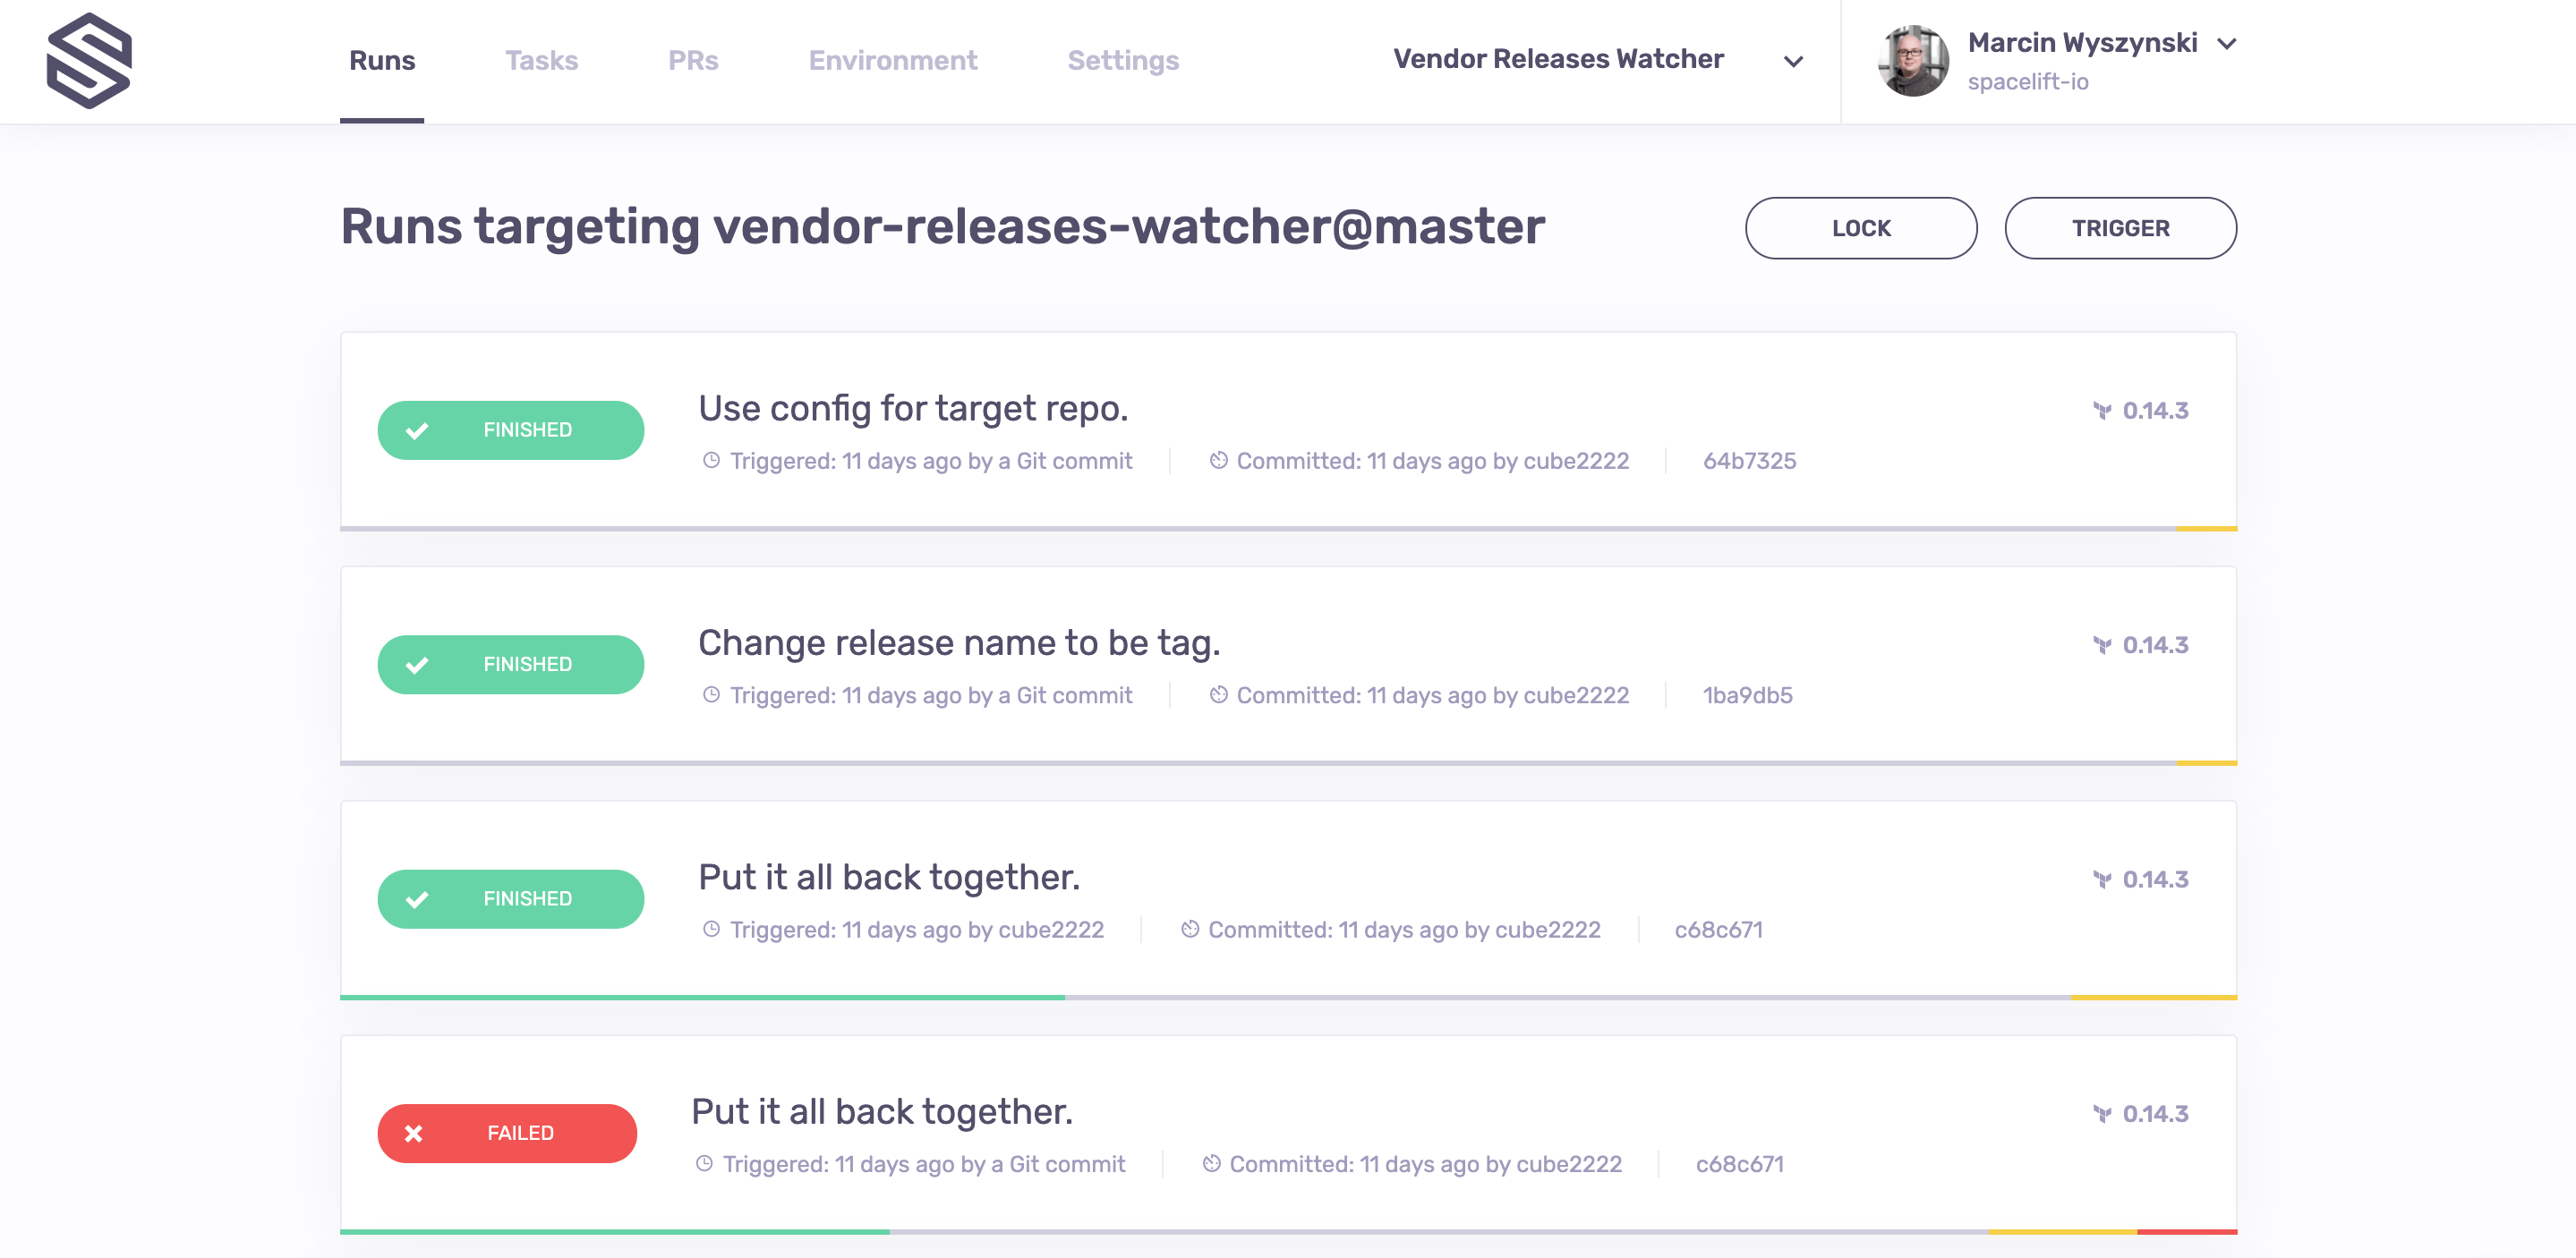 Runs Tasks PRs Environment Settings Vendor Releases Watcher Marcin Wyszynski
spacelift-io
Runs targeting vendor-releases-watcher@master LOCK TRIGGER
FINISHED Use config for target repo. 0.14.3
Triggered: 11 days ago by a Git commit Committed: 11 days ago by cube2222 64b7325
FINISHED Change release name to be tag. 0.14.3
Triggered: 11 days ago by a Git commit Committed: 11 days ago by cube2222 1ba9db5
FINISHED Put it all back together. 0.14.3
Triggered: 11 days ago by cube2222 Committed: 11 days ago by cube2222 c68c671
FAILED Put it all back together. 0.14.3
Triggered: 11 days ago by a Git commit Committed: 11 days ago by cube2222 c68c671